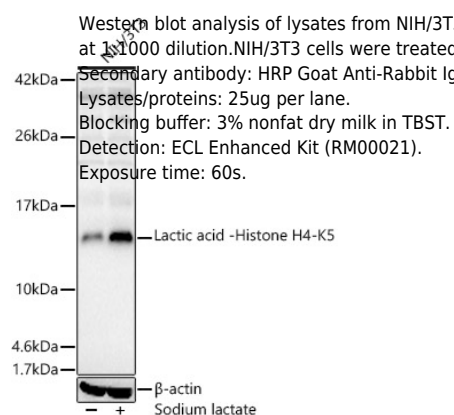 Western blot analysis of lysates from NIH/3T
at 1:1000 dilution.NIH/3T3 cells were treated
Secondary antibody: HRP Goat Anti-Rabbit Ig
Lysates/proteins: 25ug per lane.
Blocking buffer: 3% nonfat dry milk in TBST.
Detection: ECL Enhanced Kit (RM00021).
Exposure time: 60s.
NIH/3T3
42kDa
26kDa
17kDa
Lactic acid -Histone H4-K5
10kDa
4.6kDa
1.7kDa
β-actin
− +
Sodium lactate